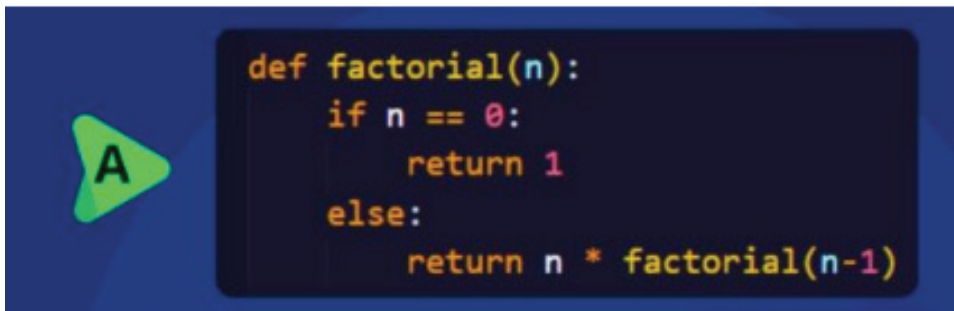 A
def factorial(n):
    if n == 0:
        return 1
    else:
        return n * factorial(n-1)